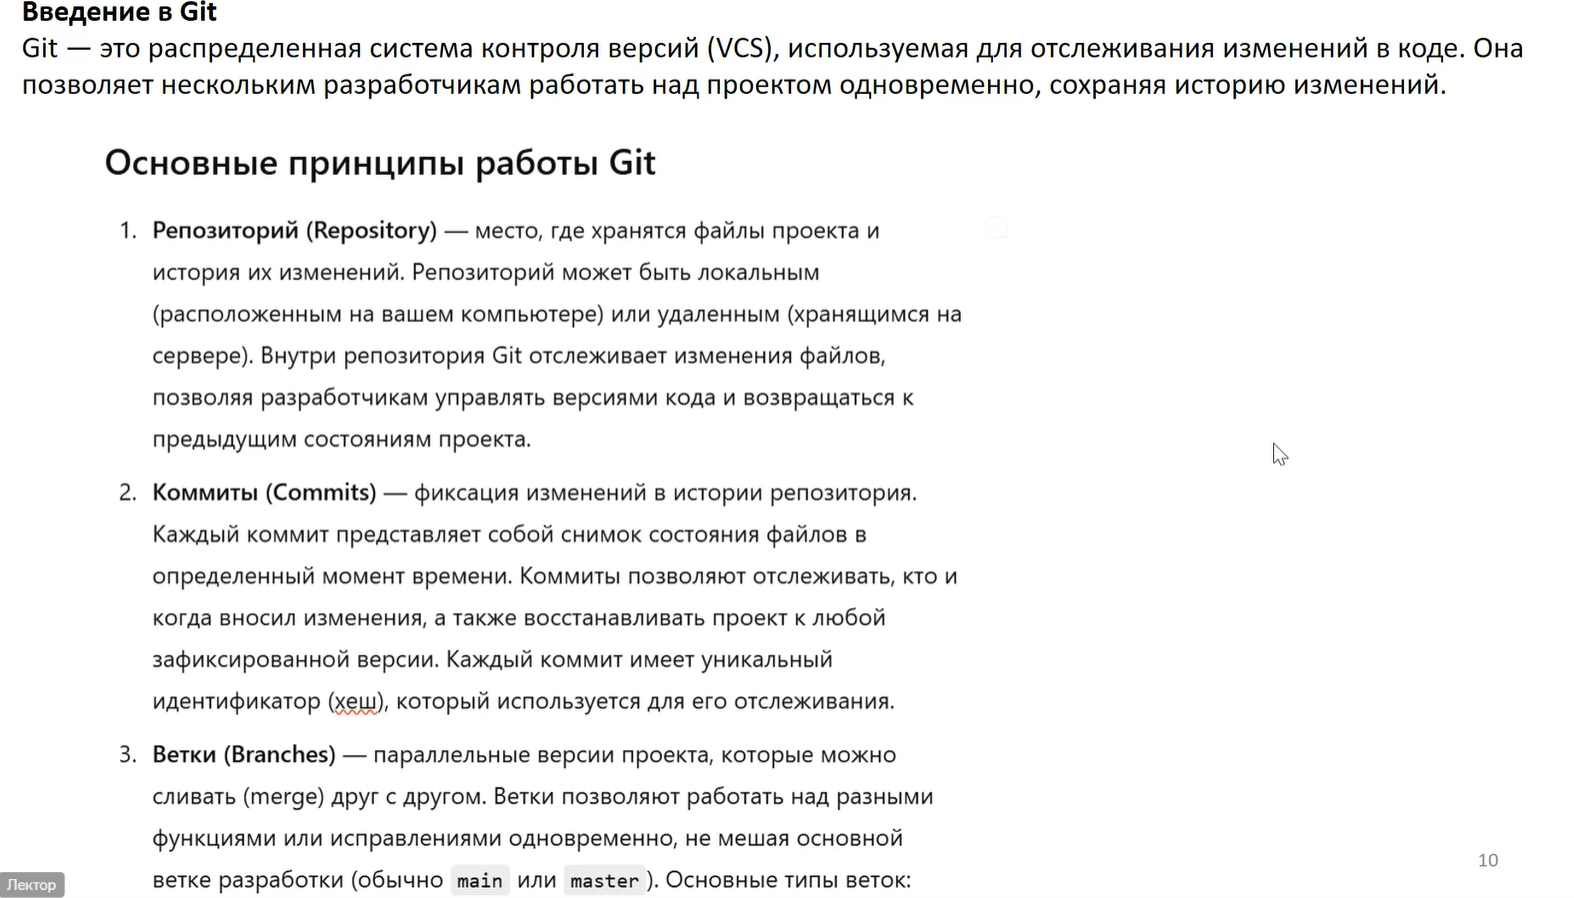 Введение в Git
Git — это распределенная система контроля версий (VCS), используемая для отслеживания изменений в коде. Она
позволяет нескольким разработчикам работать над проектом одновременно, сохраняя историю изменений.
Основные принципы работы Git
1. Репозиторий (Repository) — место, где хранятся файлы проекта и
история их изменений. Репозиторий может быть локальным
(расположенным на вашем компьютере) или удаленным (хранящимся на
сервере). Внутри репозитория Git отслеживает изменения файлов,
позволяя разработчикам управлять версиями кода и возвращаться к
предыдущим состояниям проекта.
2. Коммиты (Commits) — фиксация изменений в истории репозитория.
Каждый коммит представляет собой снимок состояния файлов в
определенный момент времени. Коммиты позволяют отслеживать, кто и
когда вносил изменения, а также восстанавливать проект к любой
зафиксированной версии. Каждый коммит имеет уникальный
идентификатор (хеш), который используется для его отслеживания.
3. Ветки (Branches) — параллельные версии проекта, которые можно
сливать (merge) друг с другом. Ветки позволяют работать над разными
функциями или исправлениями одновременно, не мешая основной
ветке разработки (обычно main или master). Основные типы веток:
10
Лектор